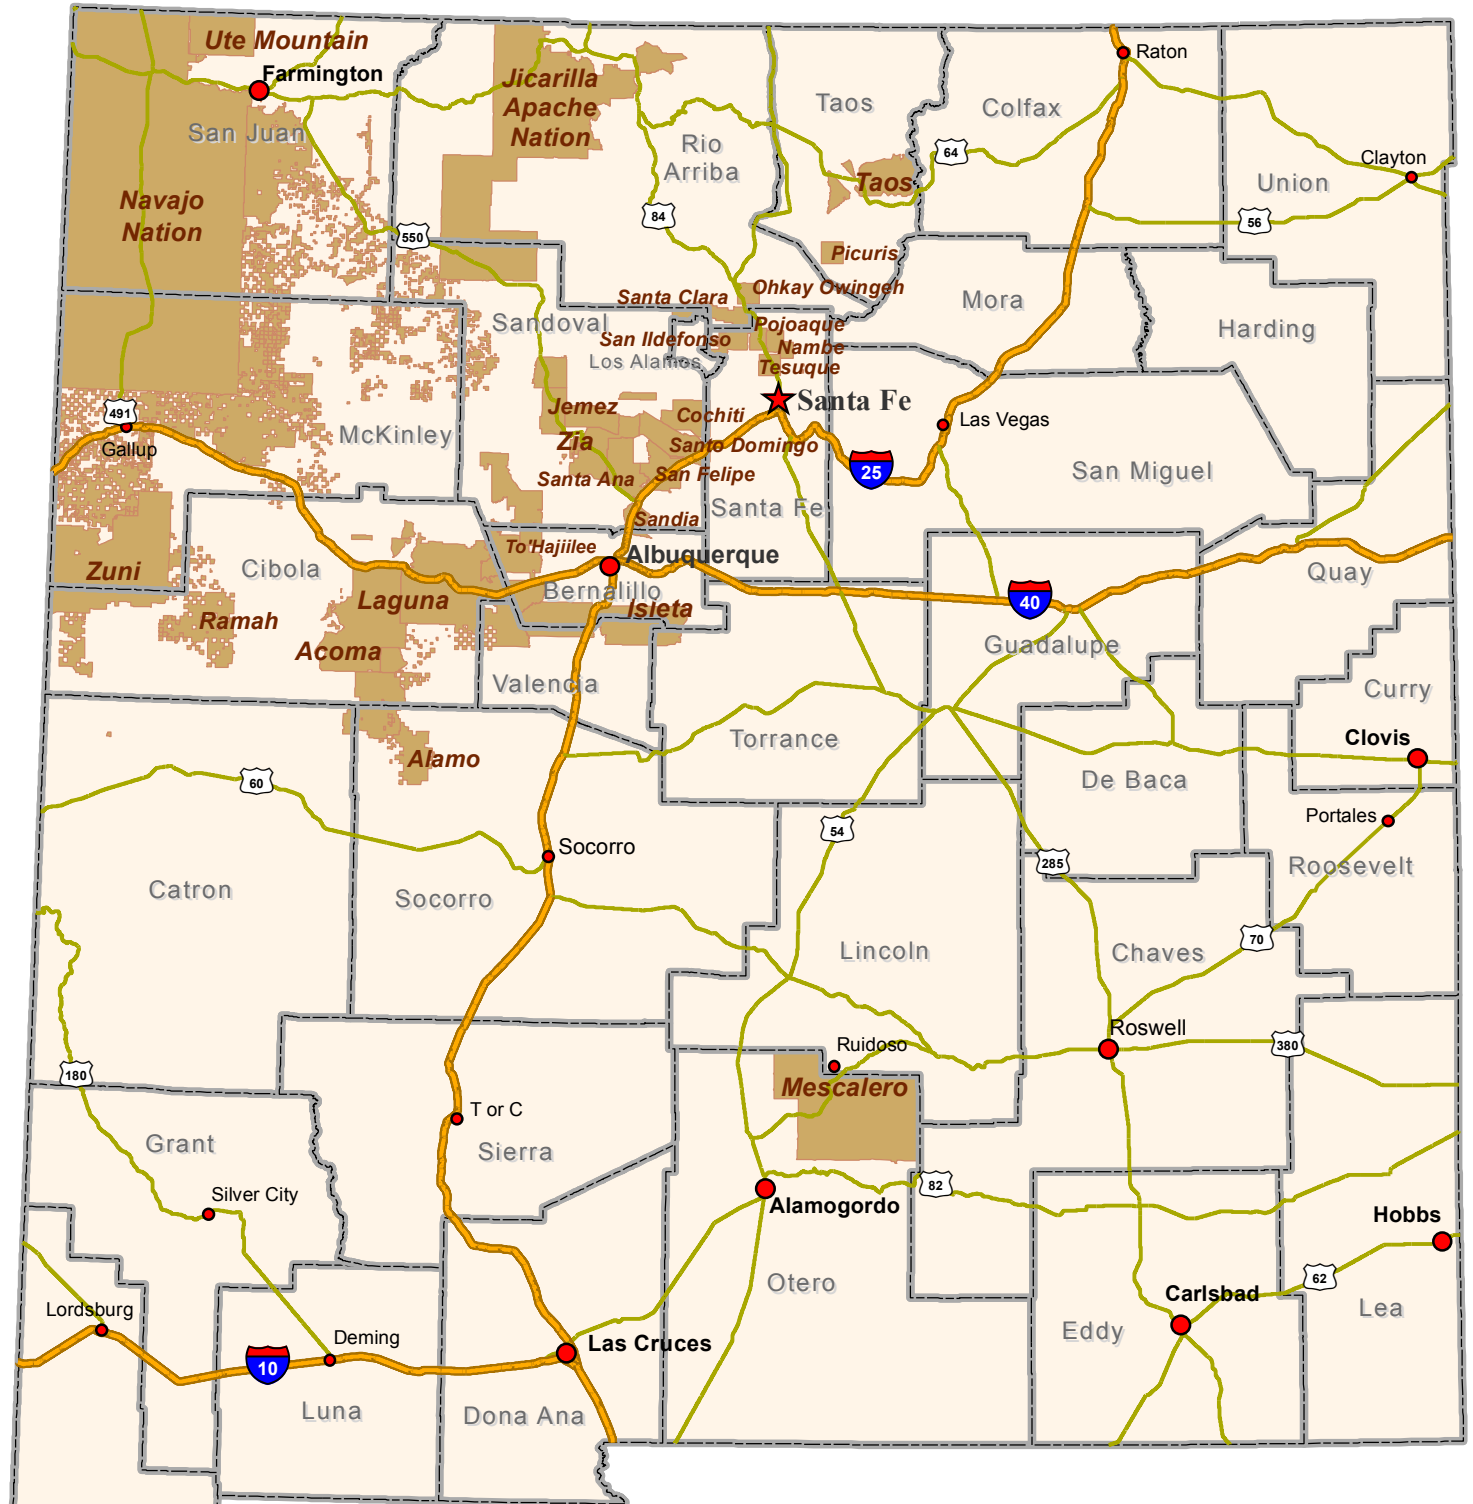 Ute Mountain
Farmington
San Juan
Jicarilla
Apache
Nation
Rio
Arriba
Taos
Colfax
Raton
64
Clayton
Union
56
Taos
Navajo
Nation
84
550
Picuris
Ohkay Owingeh
Santa Clara
Mora
Harding
Sandoval
San Ildefonso
Pojoaque
Nambe
Los Alamos
Tesuque
Santa Fe
491
Gallup
McKinley
Jemez
Cochiti
Zia
Santo Domingo
Las Vegas
25
San Miguel
Santa Ana
San Felipe
Santa Fe
Sandia
To'Hajiilee
Albuquerque
Zuni
Cibola
Bernalillo
Quay
Laguna
Isleta
40
Ramah
Acoma
Guadalupe
Valencia
Curry
Torrance
Clovis
Alamo
60
De Baca
54
Portales
Socorro
285
Roosevelt
Catron
Socorro
Lincoln
Chaves
70
Roswell
380
Ruidoso
180
Mescalero
T or C
Grant
Sierra
Silver City
82
Alamogordo
Hobbs
Otero
62
Lordsburg
Carlsbad
Lea
Deming
Las Cruces
Eddy
10
Luna
Dona Ana